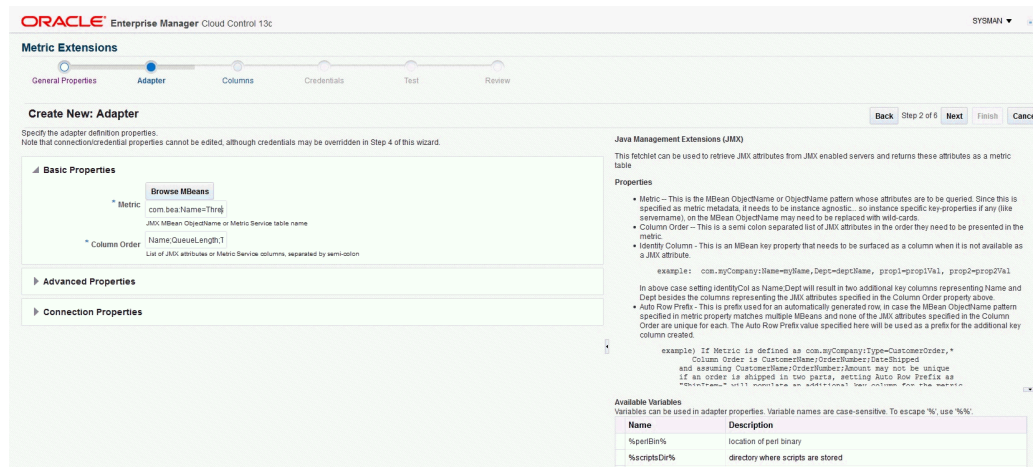 ORACLE Enterprise Manager Cloud Control 13c
SYSMAN
Metric Extensions
General Properties Adapter Columns Credentials Test Review
Create New: Adapter
Back Step 2 of 6 Next Finish Cance
Specify the adapter definition properties.
Note that connection/credential properties cannot be edited, although credentials may be overridden in Step 4 of this wizard.
Basic Properties
Browse MBeans
* Metric com.bea:Name=Thre
JMX MBean ObjectName or Metric Service table name
* Column Order Name;QueueLength;T
List of JMX attributes or Metric Service columns, separated by semi-colon
Advanced Properties
Connection Properties
Java Management Extensions (JMX)
This fetchlet can be used to retrieve JMX attributes from JMX enabled servers and returns these attributes as a metric
table
Properties
• Metric -- This is the MBean ObjectName or ObjectName pattern whose attributes are to be queried. Since this is
specified as metric metadata, it needs to be instance agnostic.. so instance specific key-properties if any (like
servername), on the MBean ObjectName may need to be replaced with wild-cards.
• Column Order -- This is a semi colon separated list of JMX attributes in the order they need to be presented in the
metric.
• Identity Column - This is an MBean key property that needs to be surfaced as a column when it is not available as
a JMX attribute.
example: com.myCompany:Name=myName,Dept=deptName, prop1=prop1Val, prop2=prop2Val
In above case setting identityCol as Name;Dept will result in two additional key columns representing Name and
Dept besides the columns representing the JMX attributes specified in the Column Order property above.
• Auto Row Prefix - This is prefix used for an automatically generated row, in case the MBean ObjectName pattern
specified in metric property matches multiple MBeans and none of the JMX attributes specified in the Column
Order are unique for each. The Auto Row Prefix value specified here will be used as a prefix for the additional key
column created.
example) If Metric is defined as com.myCompany:Type=CustomerOrder,*
Column Order is CustomerName;OrderNumber;DateShipped
and assuming CustomerName;OrderNumber;Amount may not be unique
if an order is shipped in two parts, setting Auto Row Prefix as
"ShipItem-" will populate an additional key column for the metric
Available Variables
Variables can be used in adapter properties. Variable names are case-sensitive. To escape '%', use '%%'.
Name Description
%perlBin% location of perl binary
%scriptsDir% directory where scripts are stored